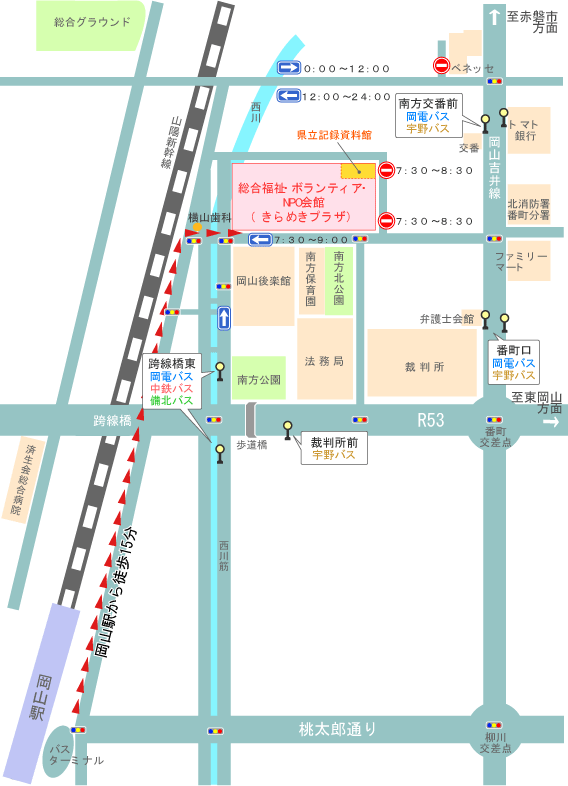 総合グラウンド
至赤磐市
方面
ベネッセ
0:00～12:00
12:00～24:00
西川
山陽新幹線
南方交番前
岡電バス
宇野バス
交番
トマト
銀行
岡山吉井線
県立記録資料館
総合福祉・ボランティア・
NPO会館
( きらめきプラザ)
7:30～8:30
7:30～8:30
北消防署
番町分署
横山歯科
7:30～9:00
ファミリー
マート
岡山後楽館
南方保育園
南方北公園
弁護士会館
法務局
裁判所
番町口
岡電バス
宇野バス
跨線橋東
岡電バス
中鉄バス
備北バス
南方公園
至東岡山
方面
跨線橋
R53
番町
交差点
歩道橋
裁判所前
宇野バス
済生会総合病院
岡山駅から徒歩15分
西川筋
岡山駅
桃太郎通り
柳川
交差点
バス
ターミナル